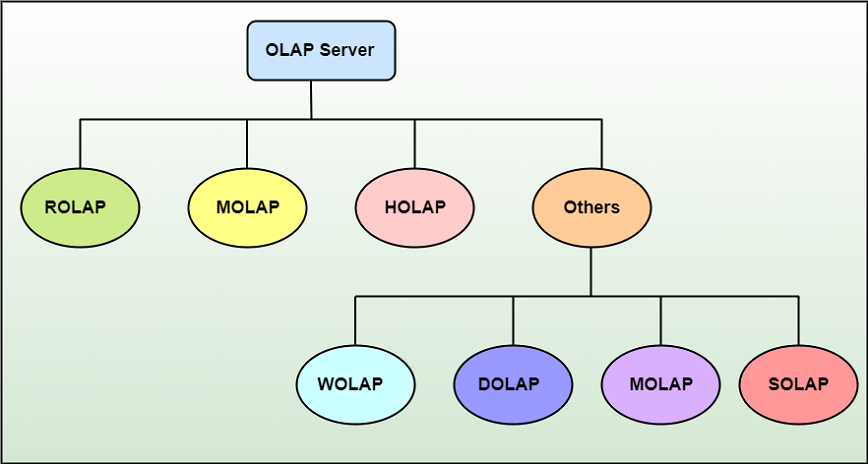 OLAP Server
ROLAP
MOLAP
HOLAP
Others
WOLAP
DOLAP
MOLAP
SOLAP